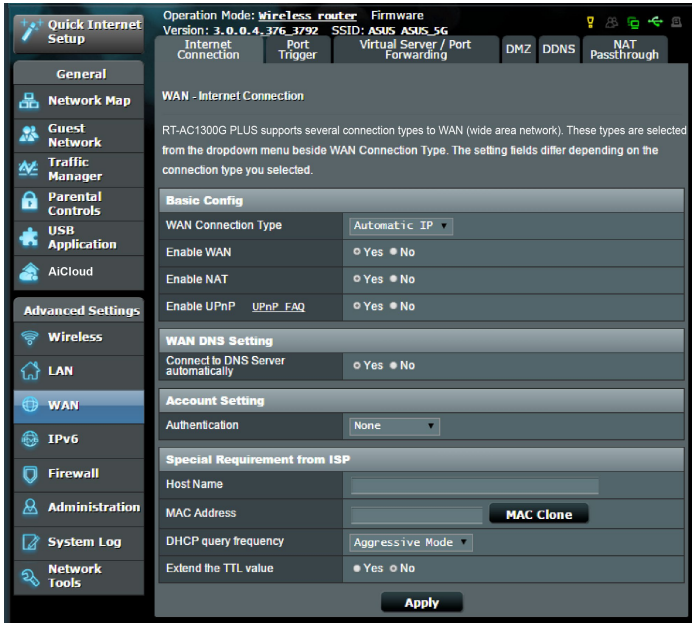 Quick Internet
Setup
Operation Mode: Wireless router Firmware
Version: 3.0.0.4.376_3792 SSID: ASUS ASUS_5G
Internet
Connection
Port
Trigger
Virtual Server / Port
Forwarding
DMZ
DDNS
NAT
Passthrough
General
Network Map
Guest
Network
Traffic
Manager
Parental
Controls
USB
Application
AiCloud
Advanced Settings
Wireless
LAN
WAN
IPv6
Firewall
Administration
System Log
Network
Tools
WAN - Internet Connection
RT-AC1300G PLUS supports several connection types to WAN (wide area network). These types are selected
from the dropdown menu beside WAN Connection Type. The setting fields differ depending on the
connection type you selected.
Basic Config
WAN Connection Type Automatic IP
Enable WAN Yes No
Enable NAT Yes No
Enable UPnP UPnP FAQ Yes No
WAN DNS Setting
Connect to DNS Server
automatically
Yes No
Account Setting
Authentication None
Special Requirement from ISP
Host Name
MAC Address MAC Clone
DHCP query frequency Aggressive Mode
Extend the TTL value Yes No
Apply